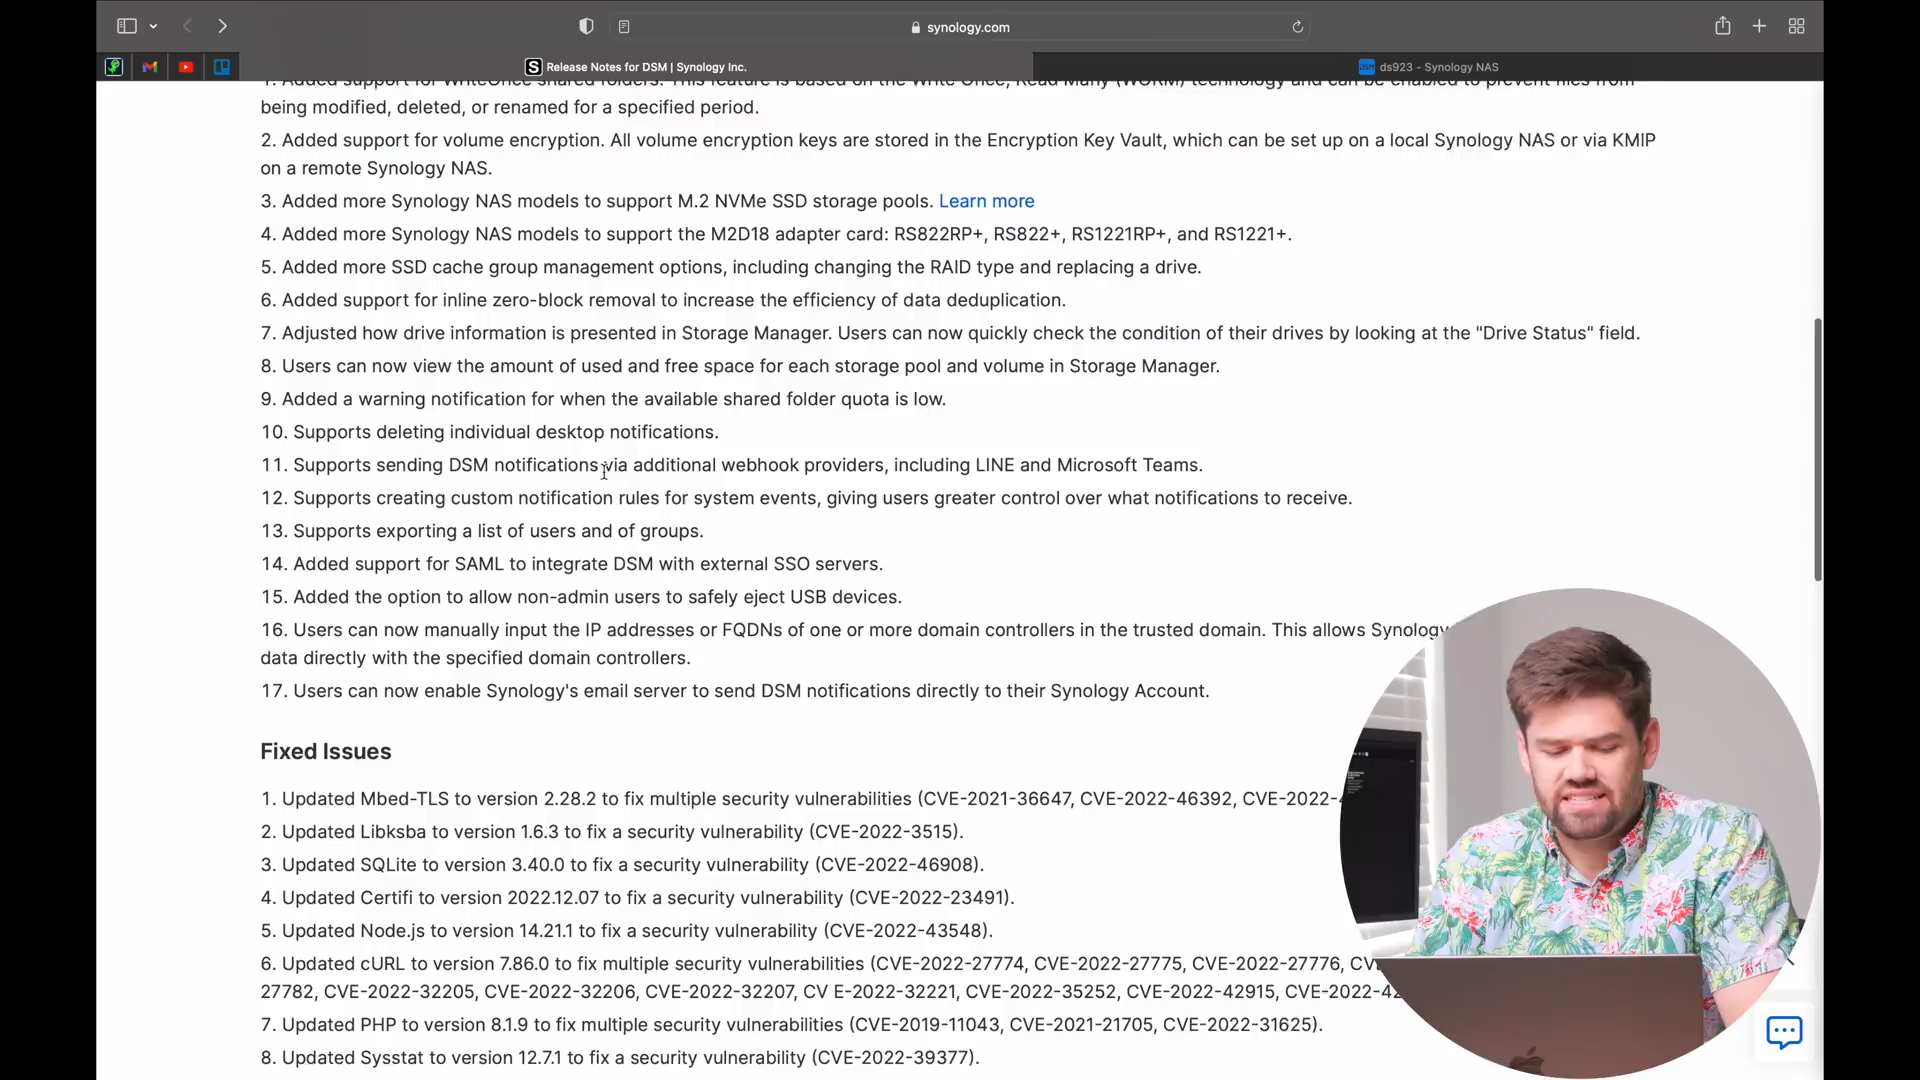 synology.com
Release Notes for DSM | Synology Inc.
ds923 - Synology NAS
1. Added support for WriteOnce shared folders. This feature is based on the Write Once, Read Many (WORM) technology and can be enabled to prevent files from
being modified, deleted, or renamed for a specified period.
2. Added support for volume encryption. All volume encryption keys are stored in the Encryption Key Vault, which can be set up on a local Synology NAS or via KMIP
on a remote Synology NAS.
3. Added more Synology NAS models to support M.2 NVMe SSD storage pools. Learn more
4. Added more Synology NAS models to support the M2D18 adapter card: RS822RP+, RS822+, RS1221RP+, and RS1221+.
5. Added more SSD cache group management options, including changing the RAID type and replacing a drive.
6. Added support for inline zero-block removal to increase the efficiency of data deduplication.
7. Adjusted how drive information is presented in Storage Manager. Users can now quickly check the condition of their drives by looking at the "Drive Status" field.
8. Users can now view the amount of used and free space for each storage pool and volume in Storage Manager.
9. Added a warning notification for when the available shared folder quota is low.
10. Supports deleting individual desktop notifications.
11. Supports sending DSM notifications via additional webhook providers, including LINE and Microsoft Teams.
12. Supports creating custom notification rules for system events, giving users greater control over what notifications to receive.
13. Supports exporting a list of users and of groups.
14. Added support for SAML to integrate DSM with external SSO servers.
15. Added the option to allow non-admin users to safely eject USB devices.
16. Users can now manually input the IP addresses or FQDNs of one or more domain controllers in the trusted domain. This allows Synology
data directly with the specified domain controllers.
17. Users can now enable Synology's email server to send DSM notifications directly to their Synology Account.
Fixed Issues
1. Updated Mbed-TLS to version 2.28.2 to fix multiple security vulnerabilities (CVE-2021-36647, CVE-2022-46392, CVE-2022-
2. Updated Libksba to version 1.6.3 to fix a security vulnerability (CVE-2022-3515).
3. Updated SQLite to version 3.40.0 to fix a security vulnerability (CVE-2022-46908).
4. Updated Certifi to version 2022.12.07 to fix a security vulnerability (CVE-2022-23491).
5. Updated Node.js to version 14.21.1 to fix a security vulnerability (CVE-2022-43548).
6. Updated cURL to version 7.86.0 to fix multiple security vulnerabilities (CVE-2022-27774, CVE-2022-27775, CVE-2022-27776, CV
27782, CVE-2022-32205, CVE-2022-32206, CVE-2022-32207, CV E-2022-32221, CVE-2022-35252, CVE-2022-42915, CVE-2022-42
7. Updated PHP to version 8.1.9 to fix multiple security vulnerabilities (CVE-2019-11043, CVE-2021-21705, CVE-2022-31625).
8. Updated Sysstat to version 12.7.1 to fix a security vulnerability (CVE-2022-39377).